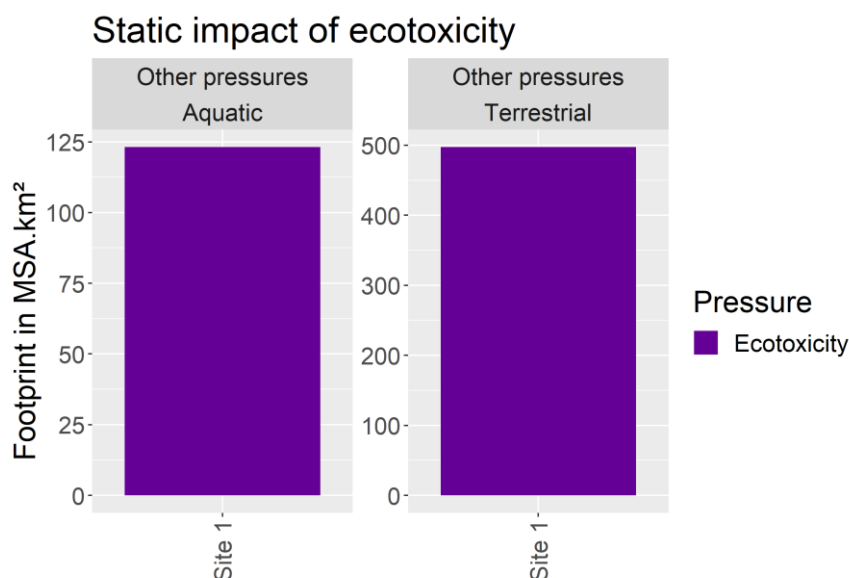 Static impact of ecotoxicity
Other pressures
Aquatic
Other pressures
Terrestrial
Footprint in MSA.km²
125
100
75
50
25
0
500
400
300
200
100
0
Site 1
Site 1
Pressure
Ecotoxicity